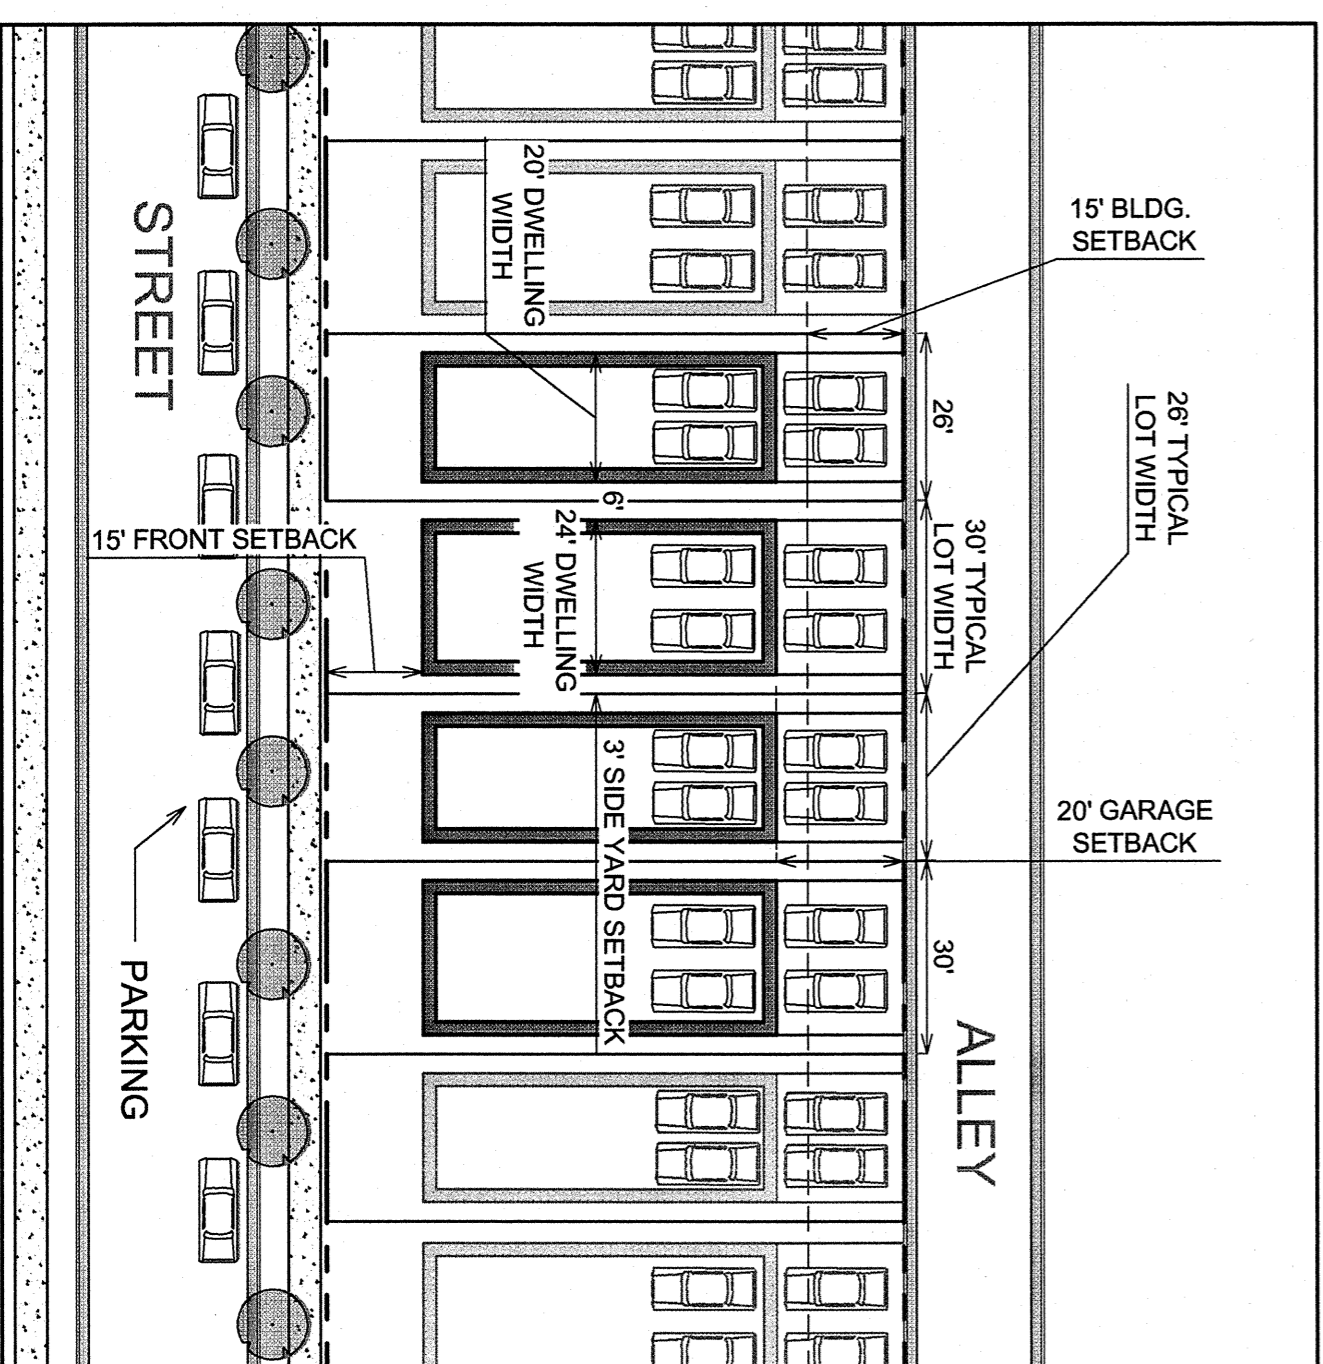 15' BLDG.
SETBACK
20' DWELLING
WIDTH
STREET
26'
26' TYPICAL
LOT WIDTH
6'
15' FRONT SETBACK
24' DWELLING
WIDTH
30' TYPICAL
LOT WIDTH
3' SIDE YARD SETBACK
20' GARAGE
SETBACK
30'
PARKING
ALLEY